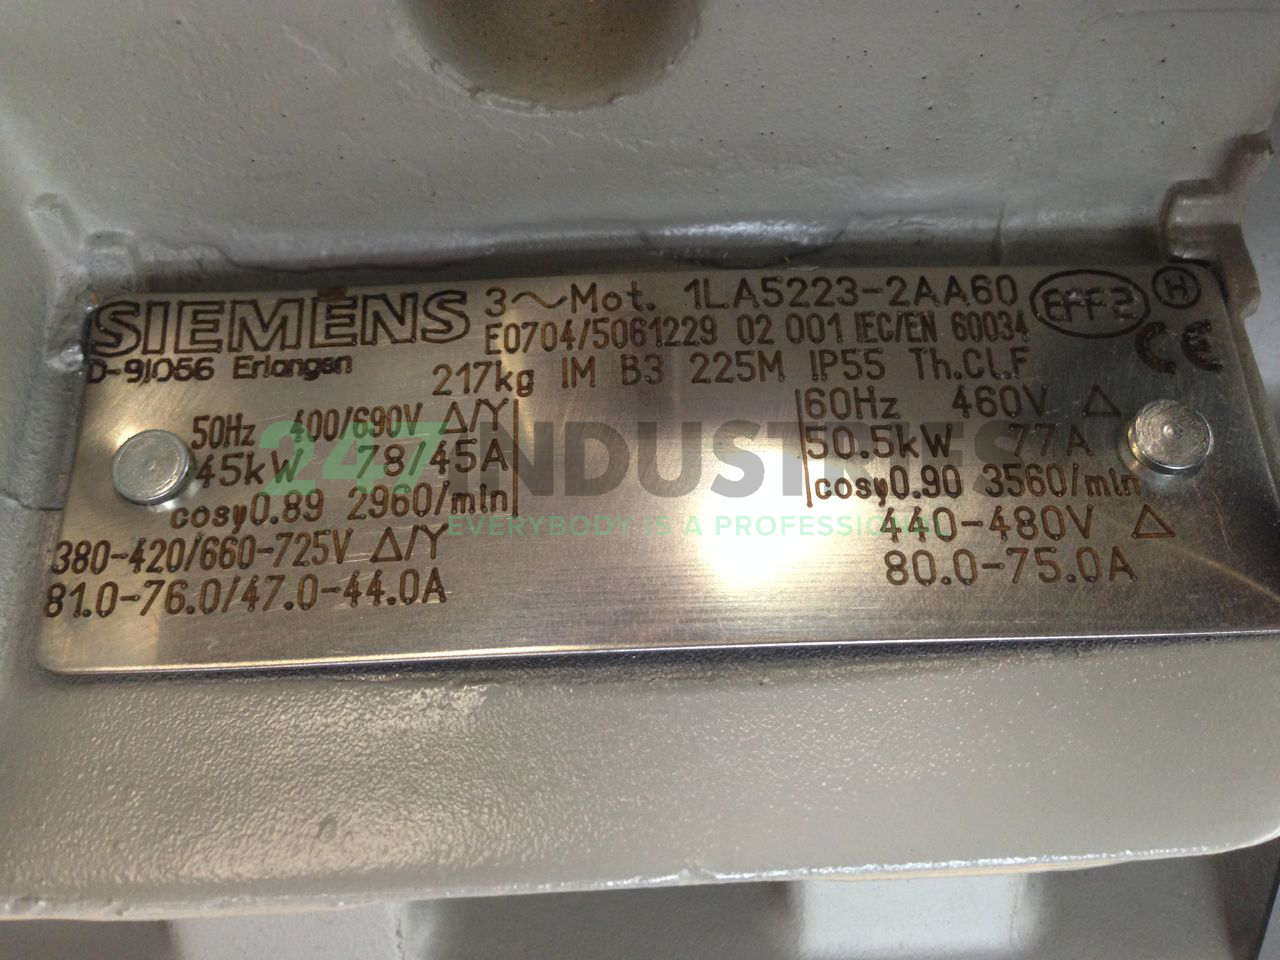 SIEMENS 3~Mot. 1LA5223-2AA60 EFF2 H
E0704/5061229 02 001 IEC/EN 60034 CE
D-91056 Erlangen 217kg IM B3 225M IP55 Th.Cl.F
50Hz 400/690V Δ/Y
45kW 78/45A
cosφ0.89 2960/min
380-420/660-725V Δ/Y
81.0-76.0/47.0-44.0A
60Hz 460V Δ
50.5kW 77A
cosφ0.90 3560/min
440-480V Δ
80.0-75.0A
247INDUSTRIES
EVERYBODY IS A PROFESSIONAL